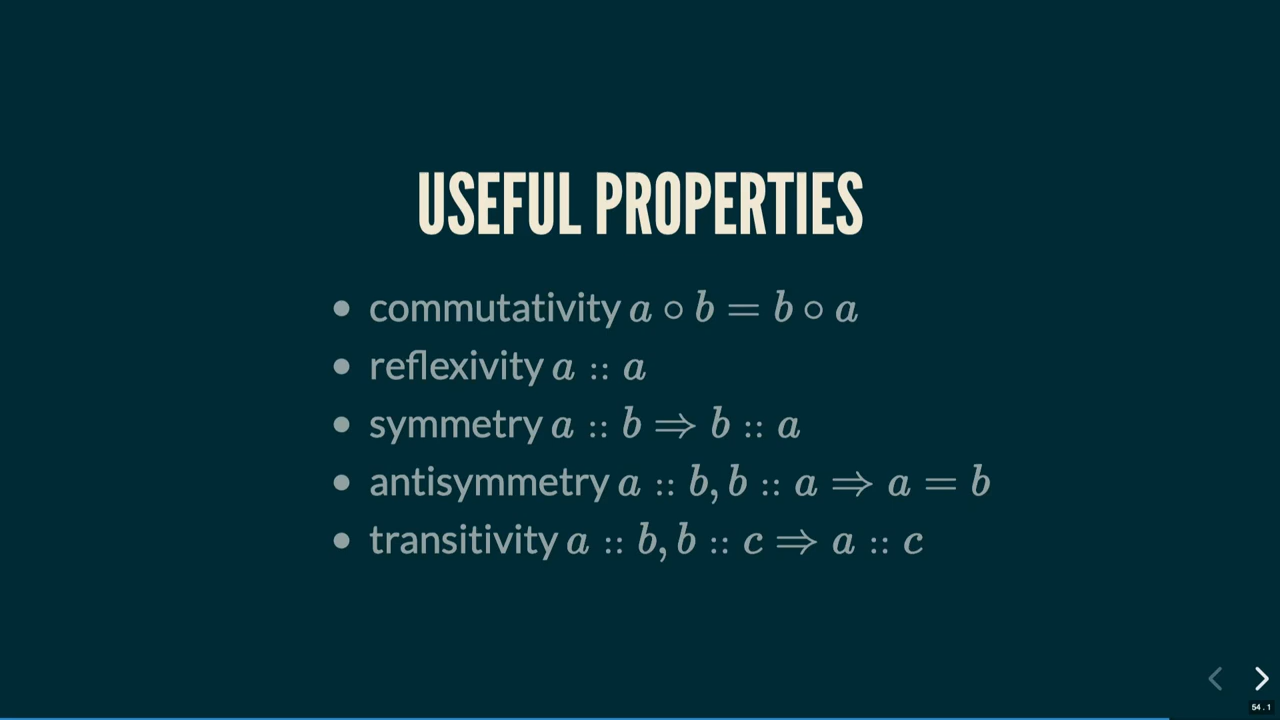 USEFUL PROPERTIES
• commutativity a ∘ b = b ∘ a
• reflexivity a :: a
• symmetry a :: b ⇒ b :: a
• antisymmetry a :: b, b :: a ⇒ a = b
• transitivity a :: b, b :: c ⇒ a :: c
54.1